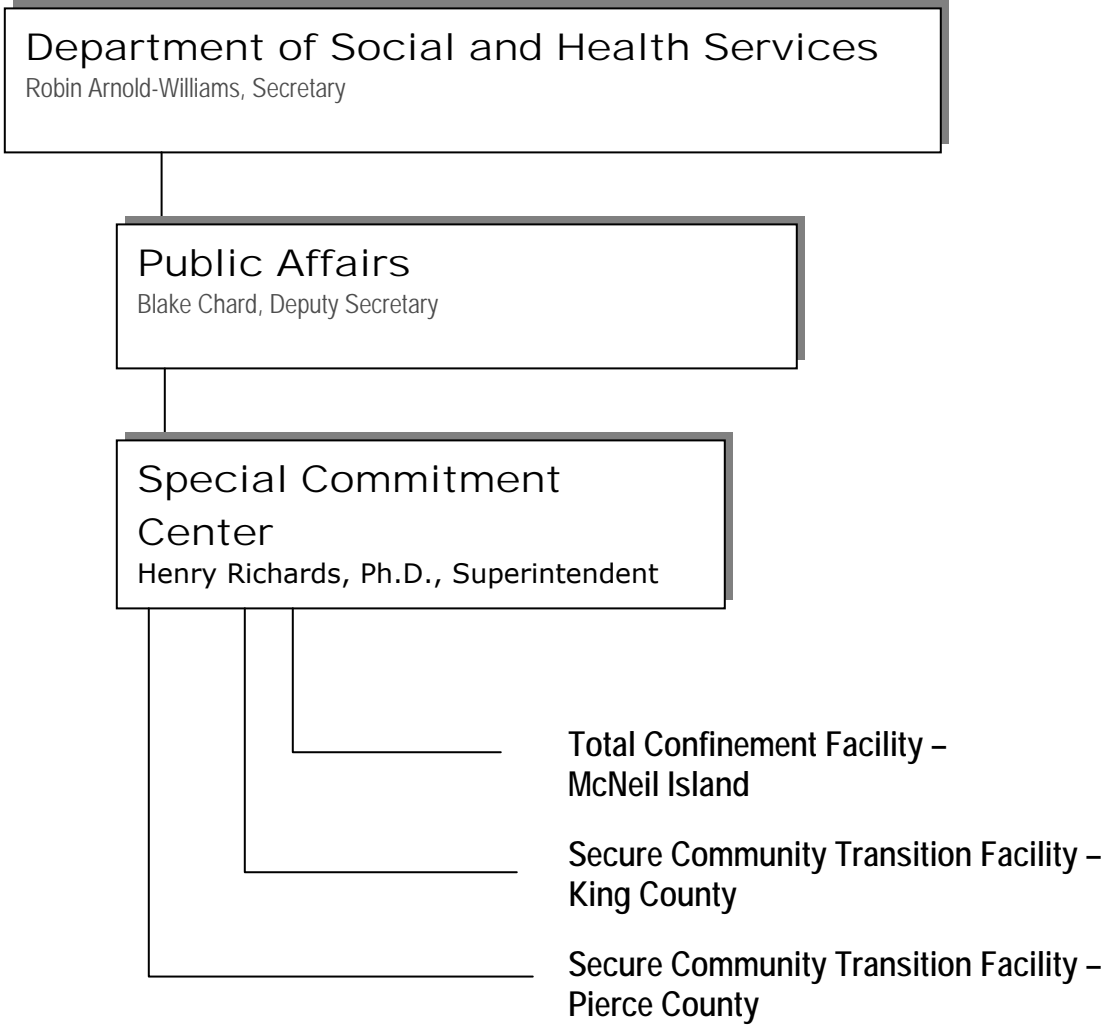 Department of Social and Health Services
Robin Arnold-Williams, Secretary
Public Affairs
Blake Chard, Deputy Secretary
Special Commitment
Center
Henry Richards, Ph.D., Superintendent
Total Confinement Facility –
McNeil Island
Secure Community Transition Facility –
King County
Secure Community Transition Facility –
Pierce County